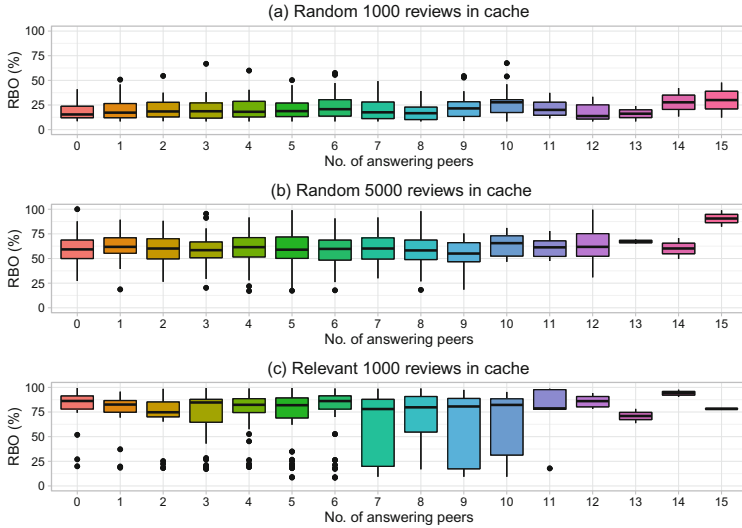 (a) Random 1000 reviews in cache
100
75
50
25
0
RBO (%)
0 1 2 3 4 5 6 7 8 9 10 11 12 13 14 15
No. of answering peers
(b) Random 5000 reviews in cache
100
75
50
25
0
RBO (%)
0 1 2 3 4 5 6 7 8 9 10 11 12 13 14 15
No. of answering peers
(c) Relevant 1000 reviews in cache
100
75
50
25
0
RBO (%)
0 1 2 3 4 5 6 7 8 9 10 11 12 13 14 15
No. of answering peers